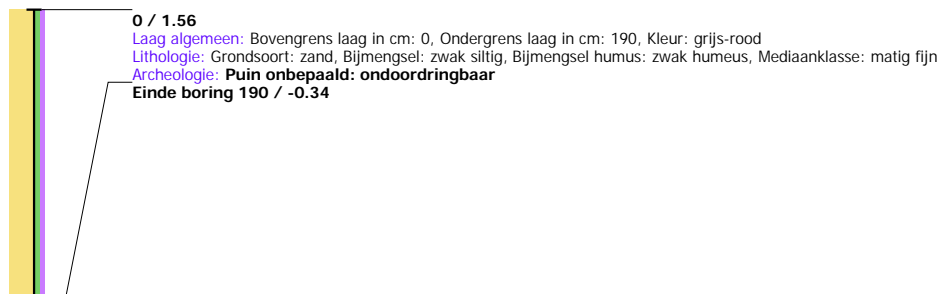 0 / 1.56
Laag algemeen: Bovengrens laag in cm: 0, Ondergrens laag in cm: 190, Kleur: grijs-rood
Lithologie: Grondsoort: zand, Bijmengsel: zwak siltig, Bijmengsel humus: zwak humeus, Mediaanklasse: matig fijn
Archeologie: Puin onbepaald: ondoordringbaar
Einde boring 190 / -0.34